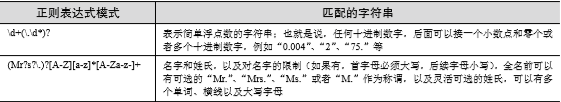 正则表达式模式
匹配的字符串
\d+(\.\d*)?
表示简单浮点数的字符串；也就是说，任何十进制数字，后面可以接一个小数点和零个或
者多个十进制数字，例如“0.004”、“2”、“75.”等
(Mr?s?\.)?[A-Z][a-z]*[A-Za-z-]+
名字和姓氏，以及对名字的限制（如果有，首字母必须大写，后续字母小写），全名前可以
有可选的“Mr.”、“Mrs.”、“Ms.”或者“M.”作为称谓，以及灵活可选的姓氏，可以有多
个单词、横线以及大写字母